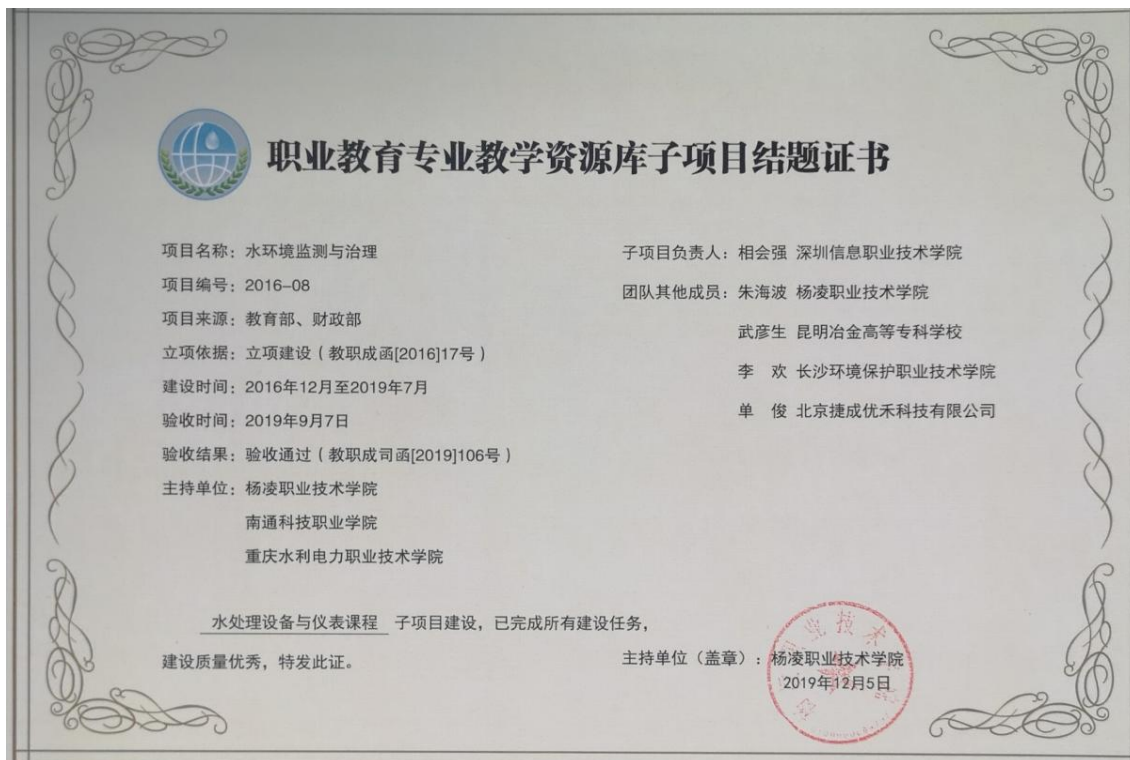 职业教育专业教学资源库子项目结题证书
项目名称：水环境监测与治理
项目编号：2016-08
项目来源：教育部、财政部
立项依据：立项建设（教职成函[2016]17号）
建设时间：2016年12月至2019年7月
验收时间：2019年9月7日
验收结果：验收通过（教职成司函[2019]106号）
主持单位：杨凌职业技术学院
南通科技职业学院
重庆水利电力职业技术学院
子项目负责人：相会强 深圳信息职业技术学院
团队其他成员：朱海波 杨凌职业技术学院
武彦生 昆明冶金高等专科学校
李 欢 长沙环境保护职业技术学院
单 俊 北京捷成优禾科技有限公司
水处理设备与仪表课程 子项目建设，已完成所有建设任务，
建设质量优秀，特发此证。
主持单位（盖章）：杨凌职业技术学院
2019年12月5日